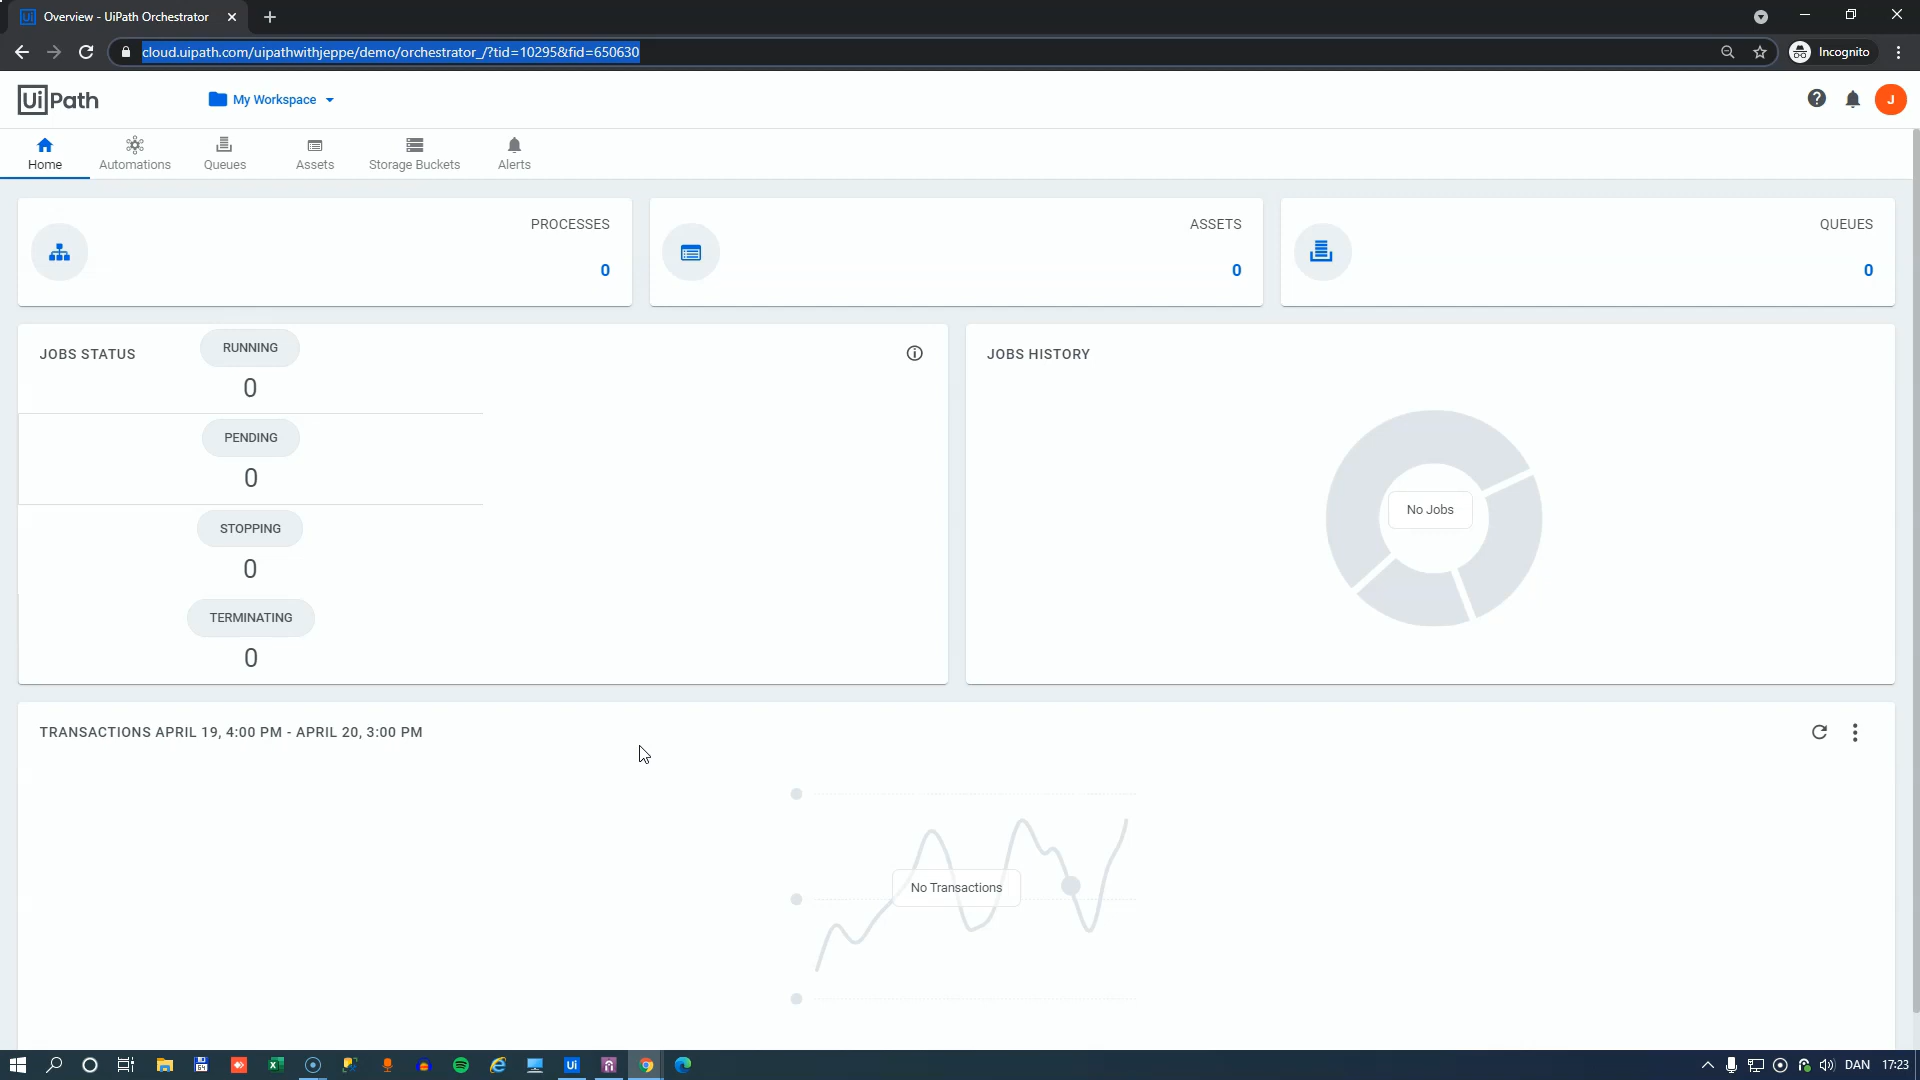 Overview - UiPath Orchestrator
cloud.uipath.com/uipathwithjeppe/demo/orchestrator_/?tid=10295&fid=650630
Incognito
UiPath
My Workspace
J
Home
Automations
Queues
Assets
Storage Buckets
Alerts
PROCESSES
0
ASSETS
0
QUEUES
0
JOBS STATUS
RUNNING
0
PENDING
0
STOPPING
0
TERMINATING
0
JOBS HISTORY
No Jobs
TRANSACTIONS APRIL 19, 4:00 PM - APRIL 20, 3:00 PM
No Transactions
DAN
17:23